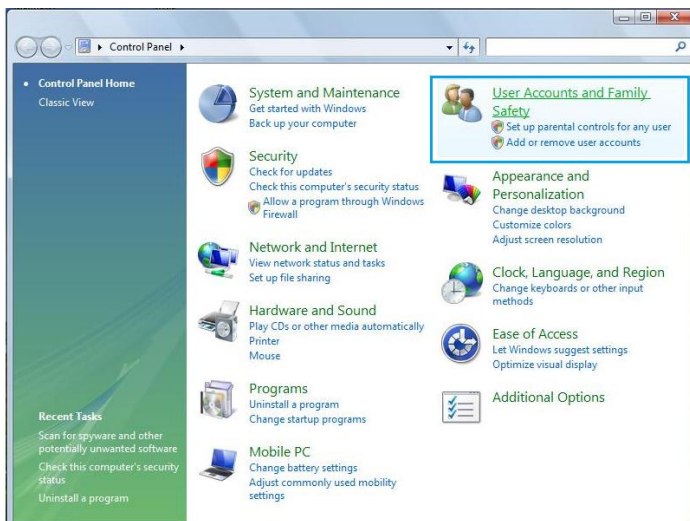 Control Panel
Control Panel Home
Classic View
System and Maintenance
Get started with Windows
Back up your computer
Security
Check for updates
Check this computer's security status
Allow a program through Windows
Firewall
Network and Internet
View network status and tasks
Set up file sharing
Hardware and Sound
Play CDs or other media automatically
Printer
Mouse
Programs
Uninstall a program
Change startup programs
Mobile PC
Change battery settings
Adjust commonly used mobility
settings
User Accounts and Family
Safety
Set up parental controls for any user
Add or remove user accounts
Appearance and
Personalization
Change desktop background
Customize colors
Adjust screen resolution
Clock, Language, and Region
Change keyboards or other input
methods
Ease of Access
Let Windows suggest settings
Optimize visual display
Additional Options
Recent Tasks
Scan for spyware and other
potentially unwanted software
Check this computer's security
status
Uninstall a program